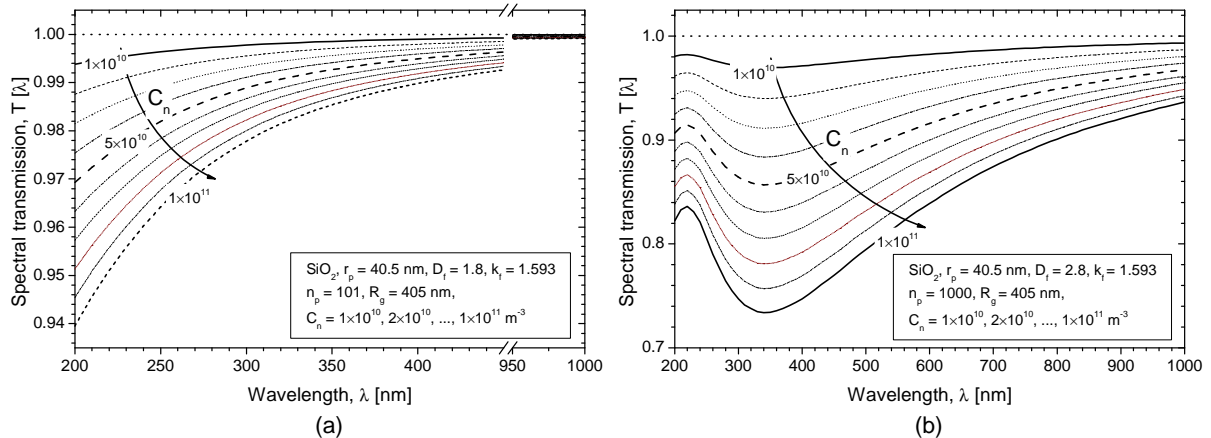 1.00
0.99
0.98
0.97
0.96
0.95
0.94
200
250
300
350
400
950
1000
Spectral transmission, T [λ]
Wavelength, λ [nm]
1×10¹⁰
Cₙ
5×10¹⁰
1×10¹¹
SiO₂, rₚ = 40.5 nm, D_f = 1.8, k_f = 1.593
nₚ = 101, R_g = 405 nm,
Cₙ = 1×10¹⁰, 2×10¹⁰, ..., 1×10¹¹ m⁻³
(a)
1.0
0.9
0.8
0.7
200
300
400
500
600
700
800
900
1000
Spectral transmission, T [λ]
Wavelength, λ [nm]
1×10¹⁰
Cₙ
5×10¹⁰
1×10¹¹
SiO₂, rₚ = 40.5 nm, D_f = 2.8, k_f = 1.593
nₚ = 1000, R_g = 405 nm,
Cₙ = 1×10¹⁰, 2×10¹⁰, ..., 1×10¹¹ m⁻³
(b)